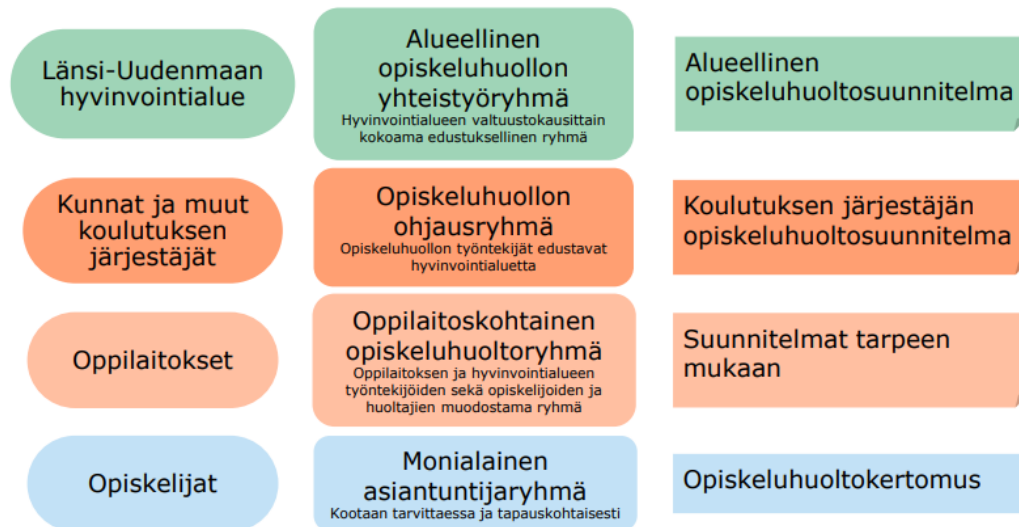 Länsi-Uudenmaan
hyvinvointialue
Alueellinen
opiskeluhuollon
yhteistyöryhmä
Hyvinvointialueen valtuustokausittain
kokoama edustuksellinen ryhmä
Alueellinen
opiskeluhuoltosuunnitelma
Kunnat ja muut
koulutuksen
järjestäjät
Opiskeluhuollon
ohjausryhmä
Opiskeluhuollon työntekijät edustavat
hyvinvointialuetta
Koulutuksen järjestäjän
opiskeluhuoltosuunnitelma
Oppilaitokset
Oppilaitoskohtainen
opiskeluhuoltoryhmä
Oppilaitoksen ja hyvinvointialueen
työntekijöiden sekä opiskelijoiden ja
huoltajien muodostama ryhmä
Suunnitelmat tarpeen
mukaan
Opiskelijat
Monialainen
asiantuntijaryhmä
Kootaan tarvittaessa ja tapauskohtaisesti
Opiskeluhuoltokertomus